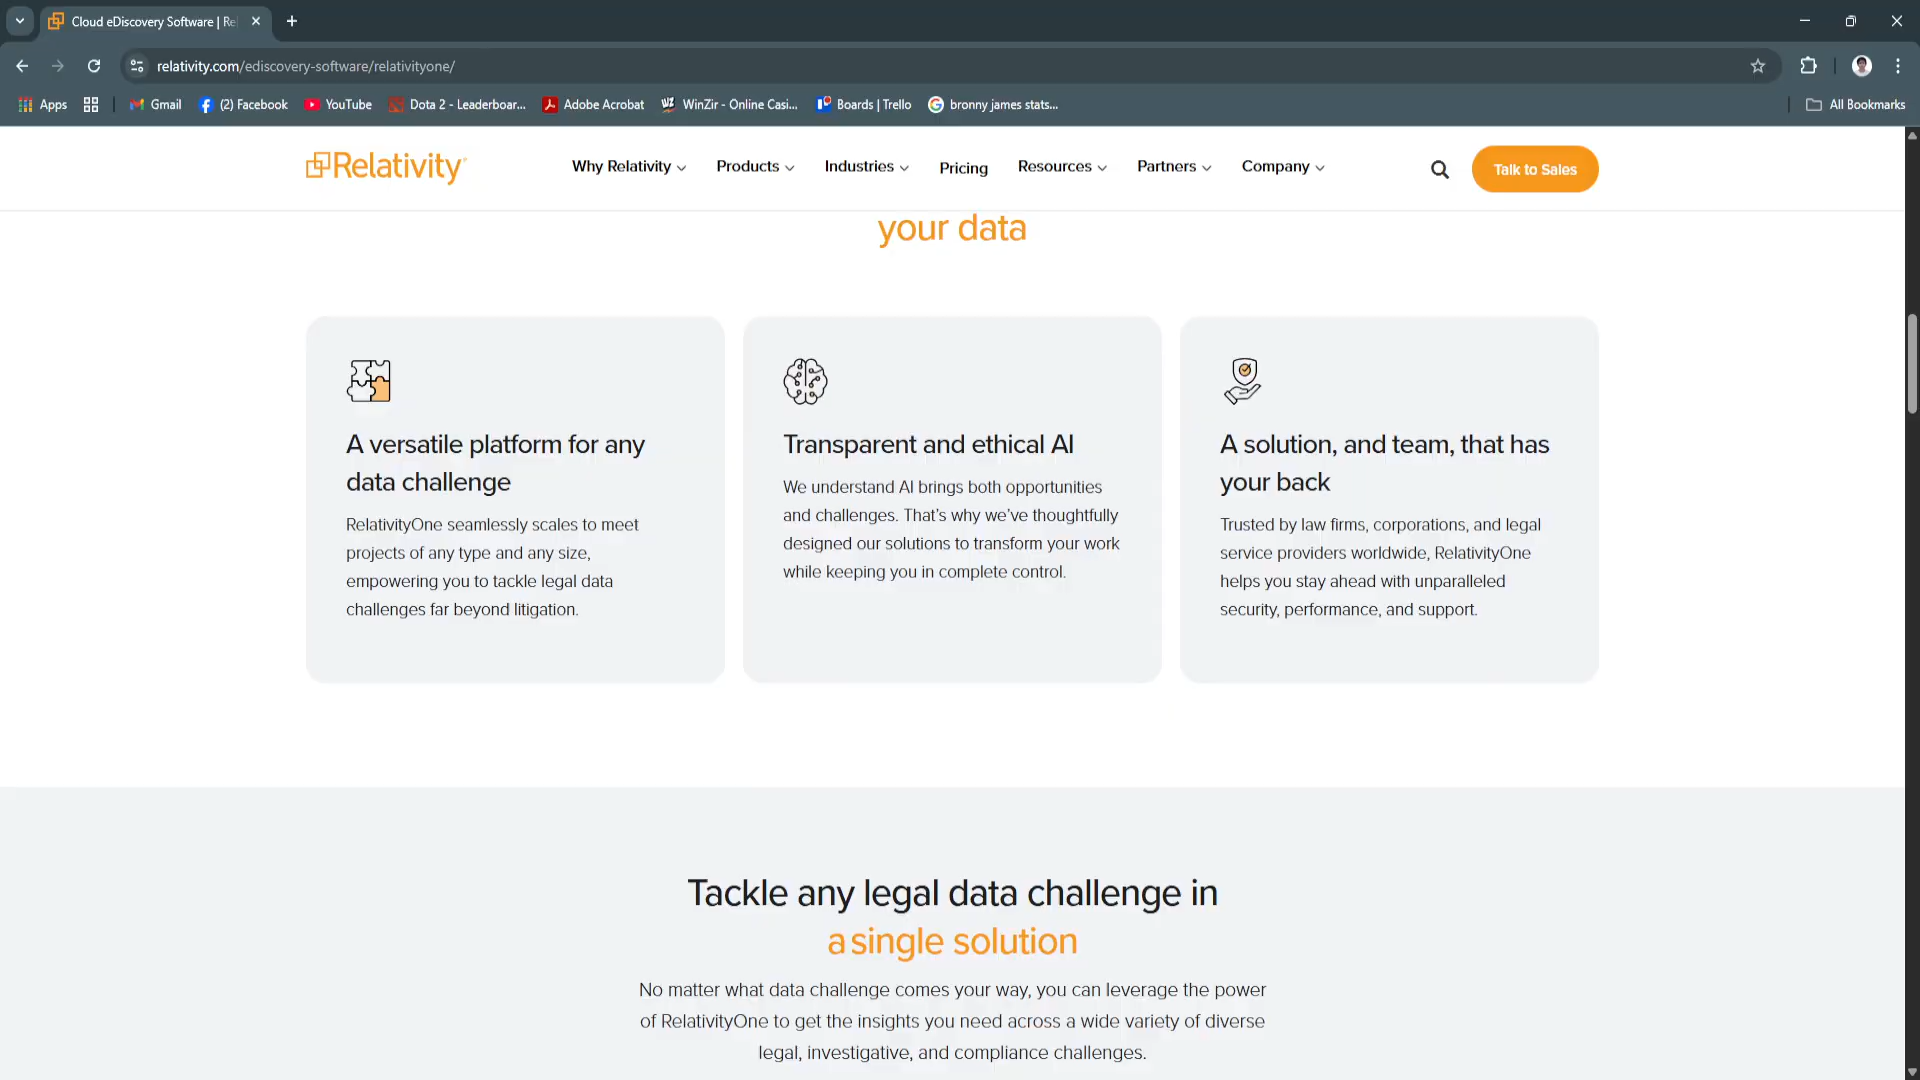 Cloud eDiscovery Software | Re
relativity.com/ediscovery-software/relativityone/
Apps
Gmail
(2) Facebook
YouTube
Dota 2 - Leaderboar...
Adobe Acrobat
WinZir - Online Casi...
Boards | Trello
bronny james stats...
All Bookmarks
Relativity
Why Relativity
Products
Industries
Pricing
Resources
Partners
Company
Talk to Sales
your data
A versatile platform for any
data challenge
RelativityOne seamlessly scales to meet
projects of any type and any size,
empowering you to tackle legal data
challenges far beyond litigation.
Transparent and ethical AI
We understand AI brings both opportunities
and challenges. That’s why we’ve thoughtfully
designed our solutions to transform your work
while keeping you in complete control.
A solution, and team, that has
your back
Trusted by law firms, corporations, and legal
service providers worldwide, RelativityOne
helps you stay ahead with unparalleled
security, performance, and support.
Tackle any legal data challenge in
a single solution
No matter what data challenge comes your way, you can leverage the power
of RelativityOne to get the insights you need across a wide variety of diverse
legal, investigative, and compliance challenges.